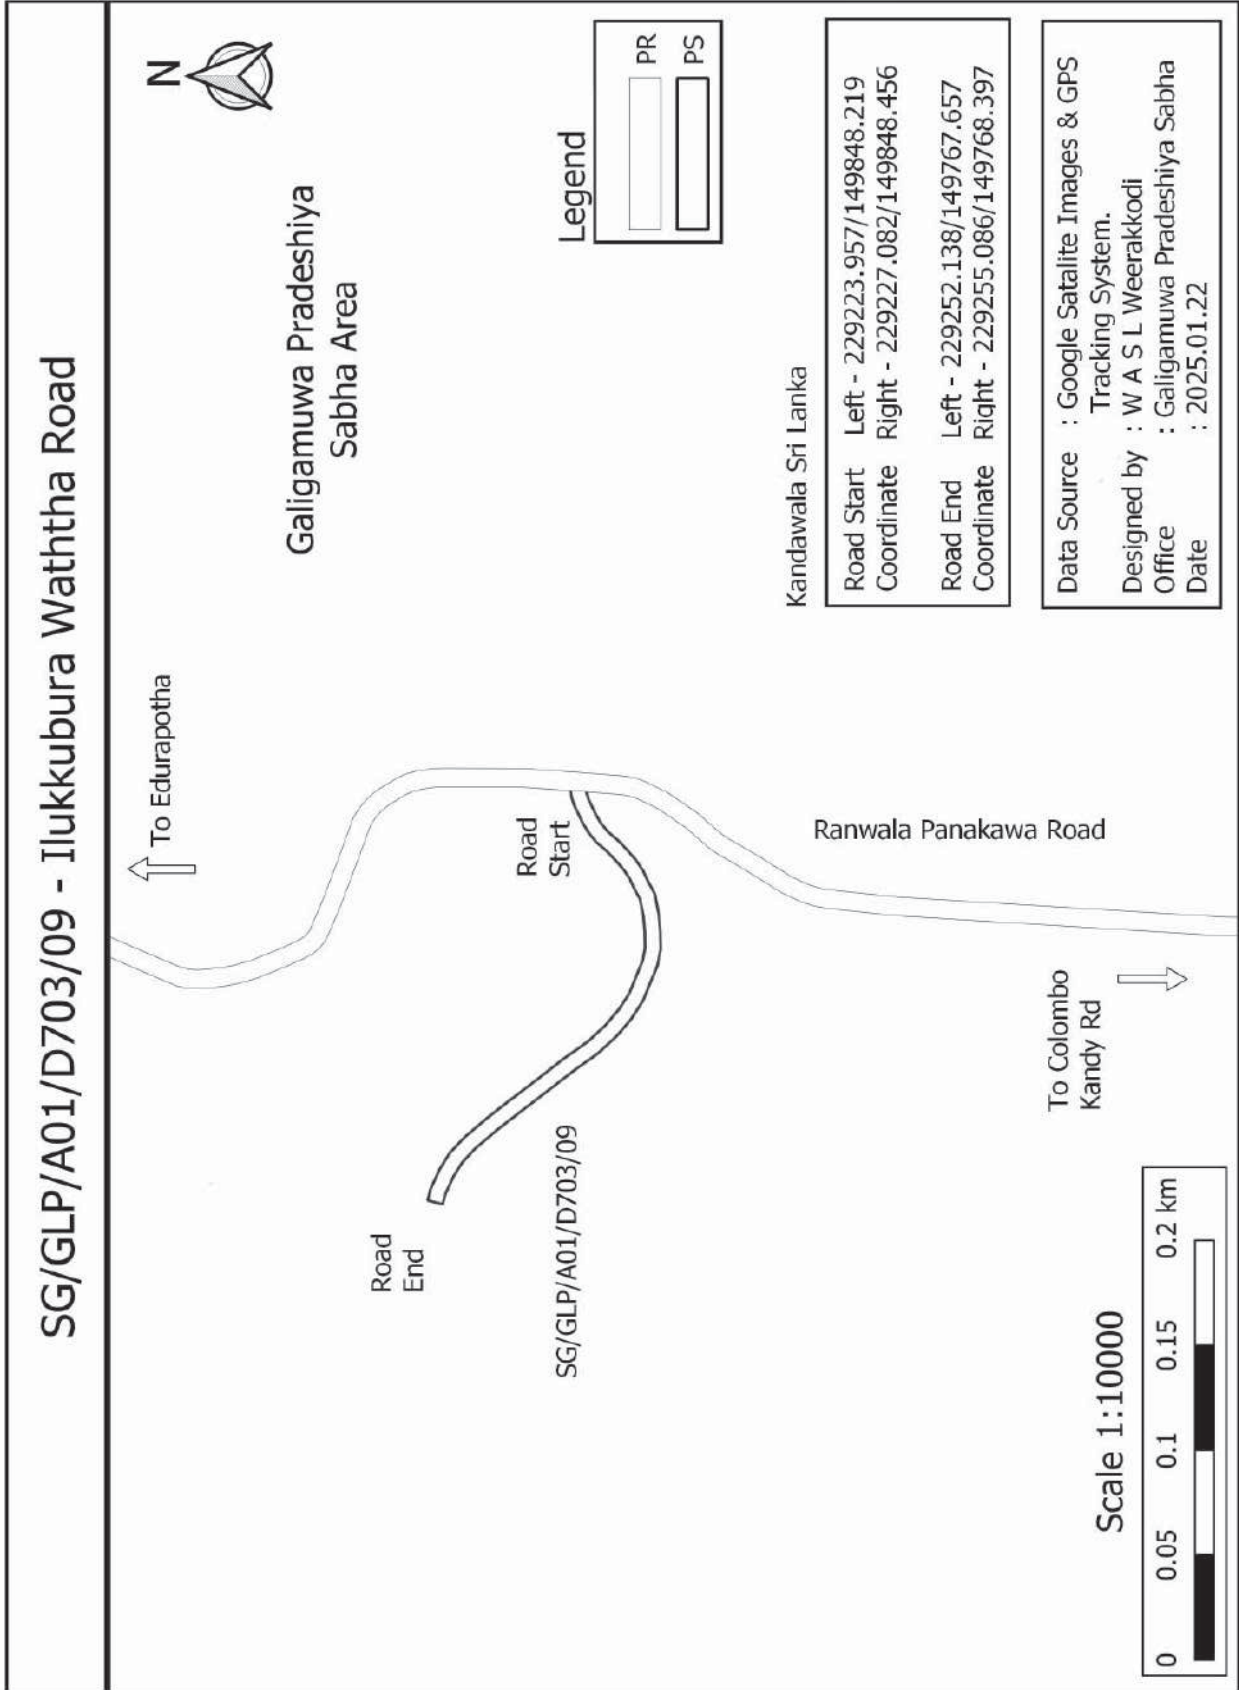 SG/GLP/A01/D703/09 - Ilukkubura Waththa Road
N
To Edurapotha
Galigamuwa Pradeshiya
Sabha Area
Legend
PR
PS
Road
Start
Road
End
SG/GLP/A01/D703/09
Ranwala Panakawa Road
To Colombo
Kandy Rd
Kandawala Sri Lanka
Road Start Left - 229223.957/149848.219
Coordinate Right - 229227.082/149848.456
Road End Left - 229252.138/149767.657
Coordinate Right - 229255.086/149768.397
Data Source : Google Satalite Images & GPS
Tracking System.
Designed by : W A S L Weerakkodi
Office : Galigamuwa Pradeshiya Sabha
Date : 2025.01.22
Scale 1:10000
0 0.05 0.1 0.15 0.2 km